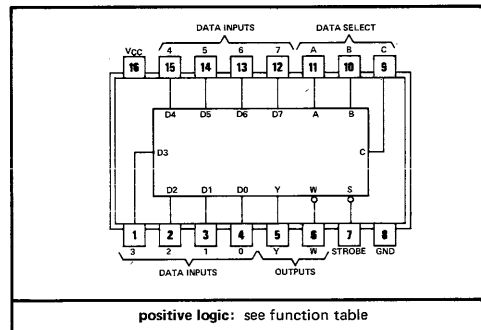 DATA INPUTS DATA SELECT
VCC 4 5 6 7 A B C
16 15 14 13 12 11 10 9
D4 D5 D6 D7 A B
D3 C
D2 D1 D0 Y W S
1 2 3 4 5 6 7 8
3 2 1 0 Y W STROBE GND
DATA INPUTS OUTPUTS
positive logic: see function table